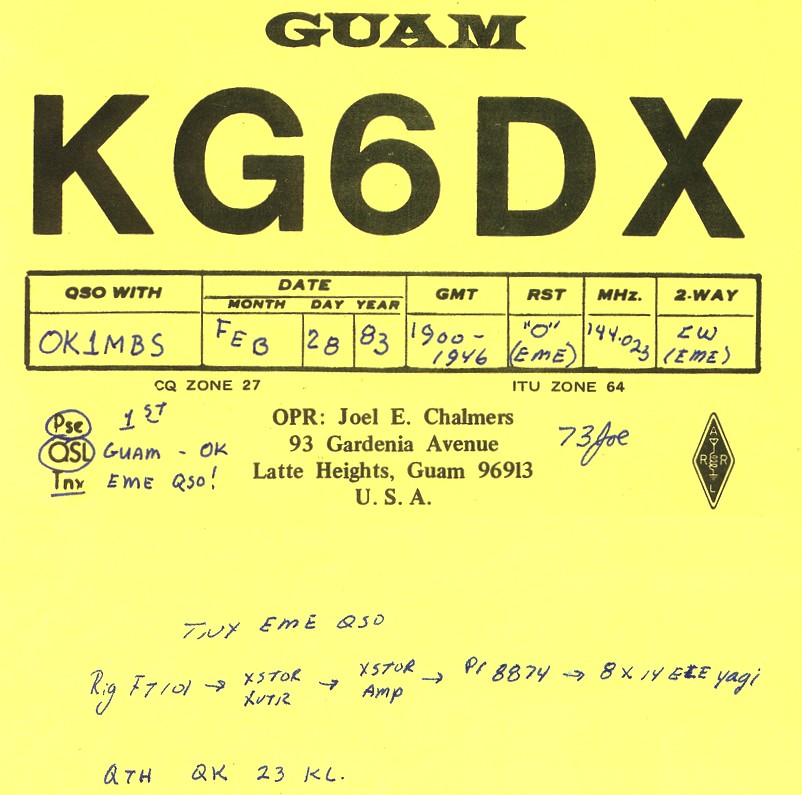 GUAM
KG6DX
QSO WITH DATE GMT RST MHz. 2-WAY
MONTH DAY YEAR
OK1MBS FEB 28 83 1900- "O" 144.023 CW
1946 (EME) (EME)
CQ ZONE 27 ITU ZONE 64
Pse 1ST
QSL GUAM - OK
Tnx EME QSO!
OPR: Joel E. Chalmers
93 Gardenia Avenue
Latte Heights, Guam 96913
U. S. A.
73 Joe
A
R R
L
TNX EME QSO
Rig FT101 → XSTOR → XSTOR → 8874 → 8 X 14 yagi
XVTR Amp
QTH QK 23 KL.